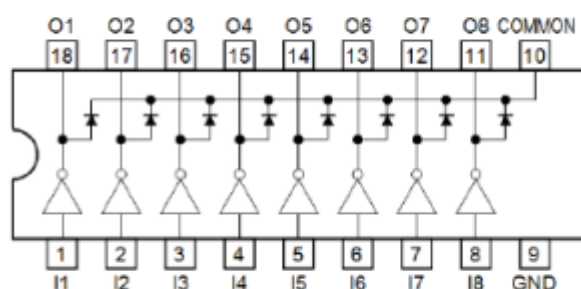 O1 O2 O3 O4 O5 O6 O7 O8 COMMON
18 17 16 15 14 13 12 11 10
1 2 3 4 5 6 7 8 9
I1 I2 I3 I4 I5 I6 I7 I8 GND